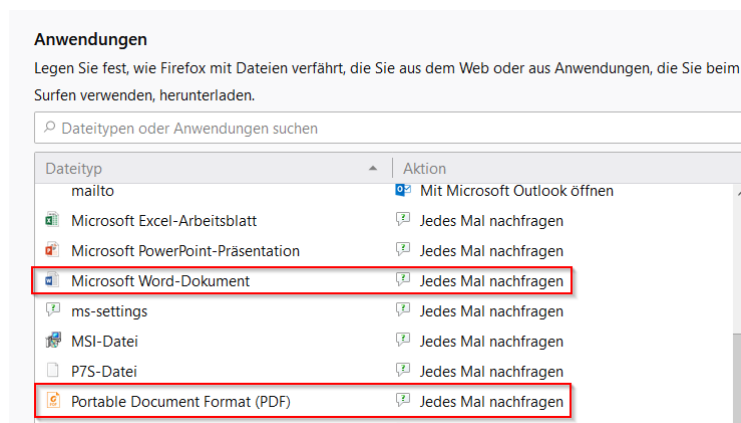 Anwendungen
Legen Sie fest, wie Firefox mit Dateien verfährt, die Sie aus dem Web oder aus Anwendungen, die Sie beim
Surfen verwenden, herunterladen.
Dateitypen oder Anwendungen suchen
Dateityp Aktion
mailto Mit Microsoft Outlook öffnen
Microsoft Excel-Arbeitsblatt Jedes Mal nachfragen
Microsoft PowerPoint-Präsentation Jedes Mal nachfragen
Microsoft Word-Dokument Jedes Mal nachfragen
ms-settings Jedes Mal nachfragen
MSI-Datei Jedes Mal nachfragen
P7S-Datei Jedes Mal nachfragen
Portable Document Format (PDF) Jedes Mal nachfragen